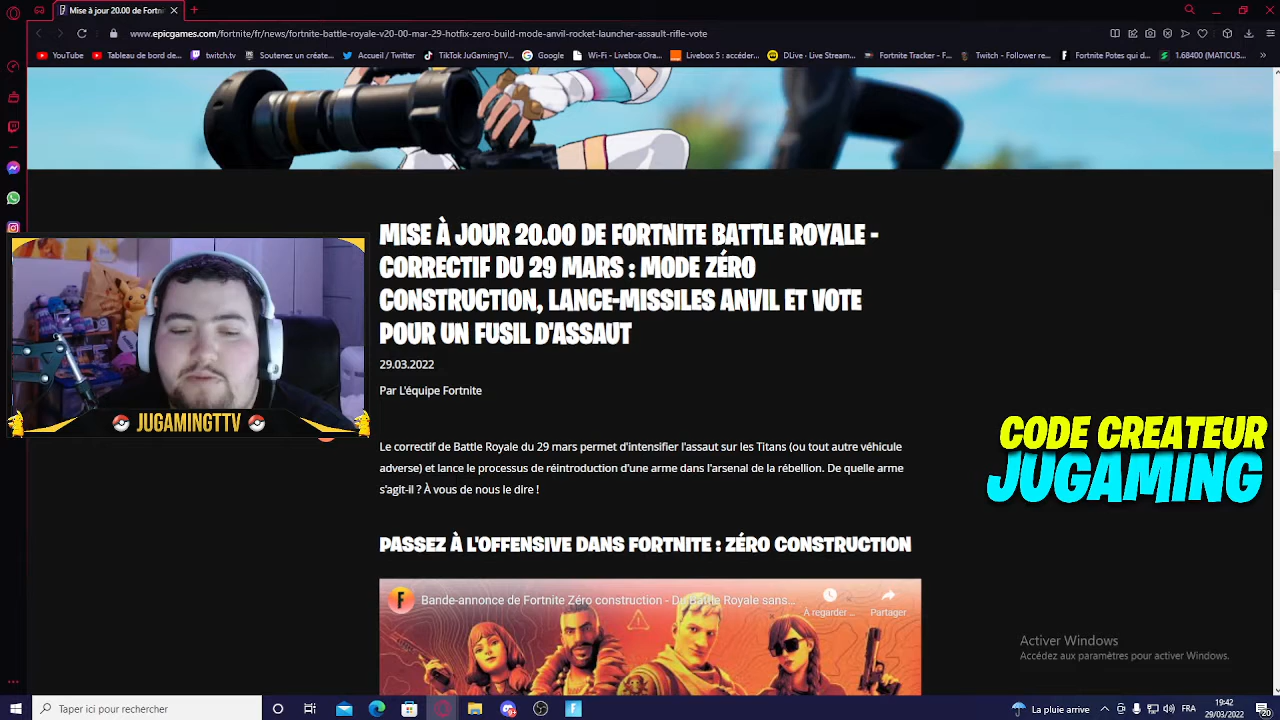 Mise à jour 20.00 de Fortn
www.epicgames.com/fortnite/fr/news/fortnite-battle-royale-v20-00-mar-29-hotfix-zero-build-mode-anvil-rocket-launcher-assault-rifle-vote
YouTube
Tableau de bord de...
twitch.tv
Soutenez un créate...
Accueil / Twitter
TikTok JuGamingTV...
Google
Wi-Fi - Livebox Ora...
Livebox 5 : accéder...
DLive · Live Stream...
Fortnite Tracker - F...
Twitch - Follower re...
Fortnite Potes qui d...
1.68400 (MATICUS...
MISE À JOUR 20.00 DE FORTNITE BATTLE ROYALE -
CORRECTIF DU 29 MARS : MODE ZÉRO
CONSTRUCTION, LANCE-MISSILES ANVIL ET VOTE
POUR UN FUSIL D'ASSAUT
29.03.2022
Par L'équipe Fortnite
JUGAMINGTTV
Le correctif de Battle Royale du 29 mars permet d'intensifier l'assaut sur les Titans (ou tout autre véhicule
adverse) et lance le processus de réintroduction d'une arme dans l'arsenal de la rébellion. De quelle arme
s'agit-il ? À vous de nous le dire !
CODE CREATEUR
JUGAMING
PASSEZ À L'OFFENSIVE DANS FORTNITE : ZÉRO CONSTRUCTION
Bande-annonce de Fortnite Zéro construction - Du Battle Royale sans...
À regarder ...
Partager
Activer Windows
Accédez aux paramètres pour activer Windows.
Taper ici pour rechercher
La pluie arrive
FRA
19:42
29/03/2022
20